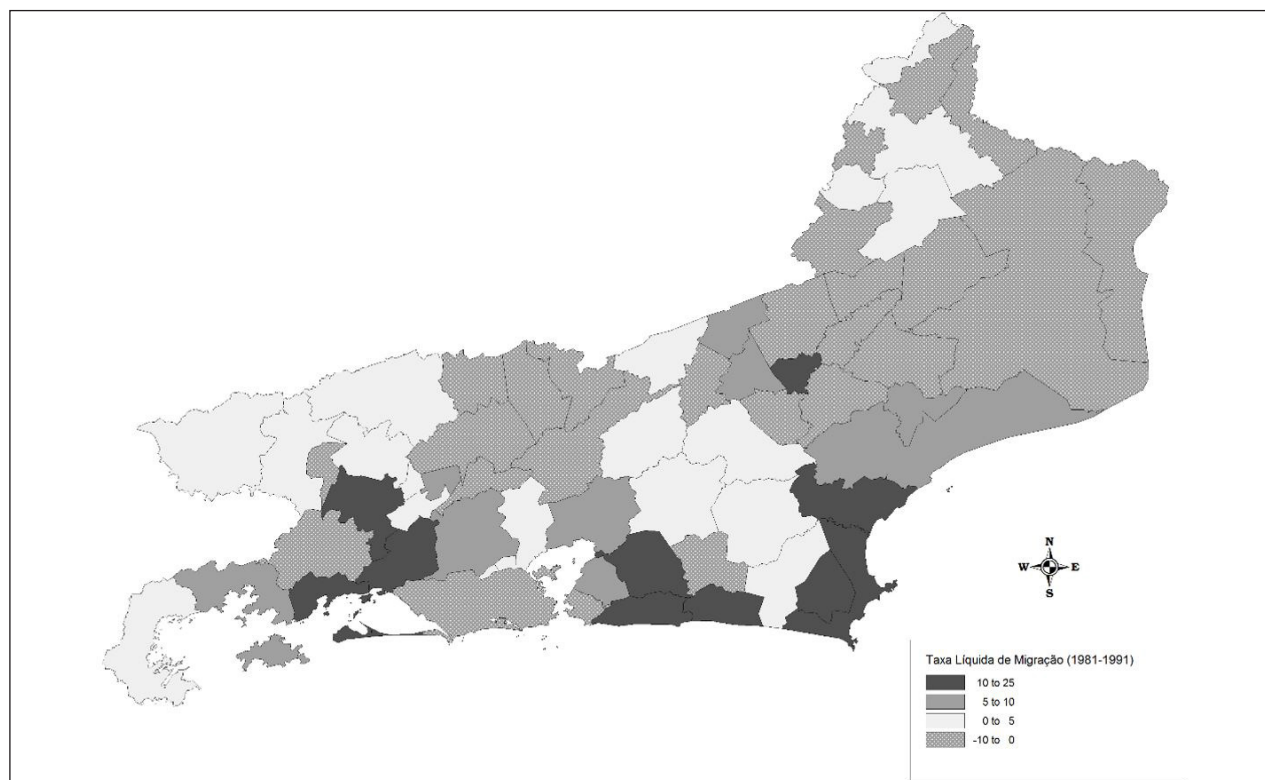 N
W E
S
Taxa Líquida de Migração (1981-1991)
10 to 25
5 to 10
0 to 5
-10 to 0